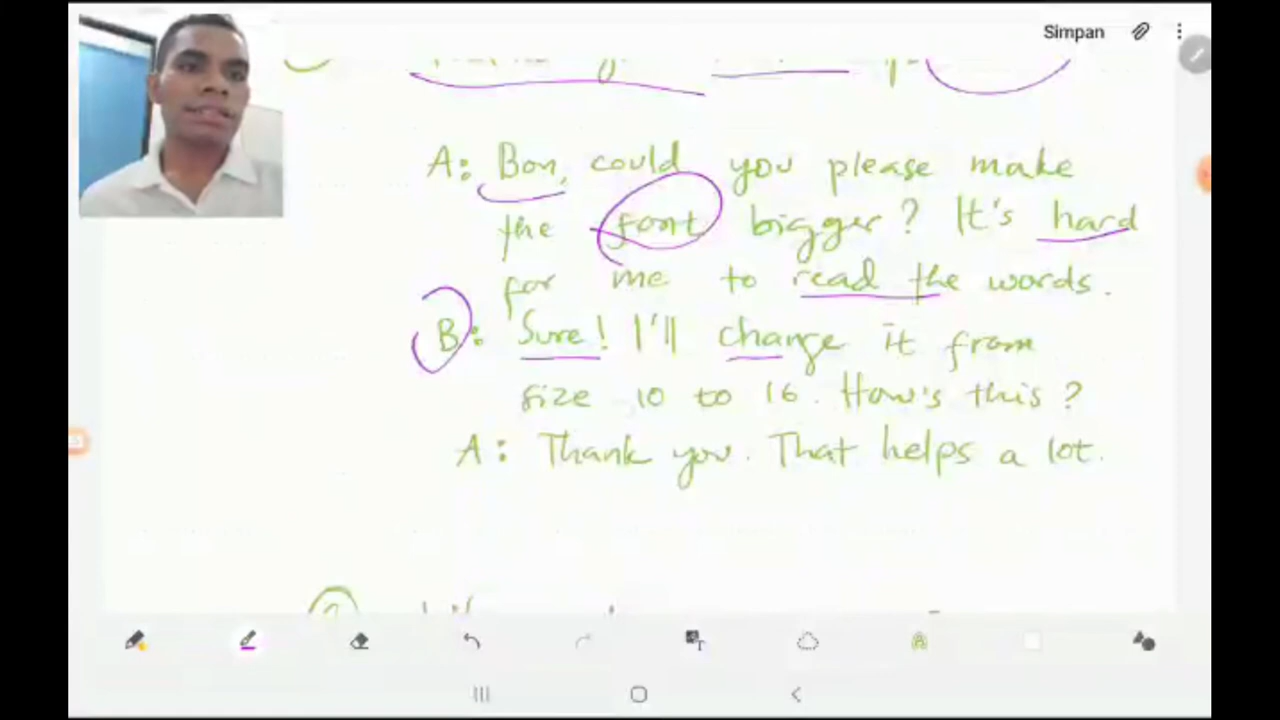 Simpan
A: Bon, could you please make
the font bigger? It's hard
for me to read the words.
B: Sure! I'll change it from
size 10 to 16. How's this?
A: Thank you. That helps a lot.